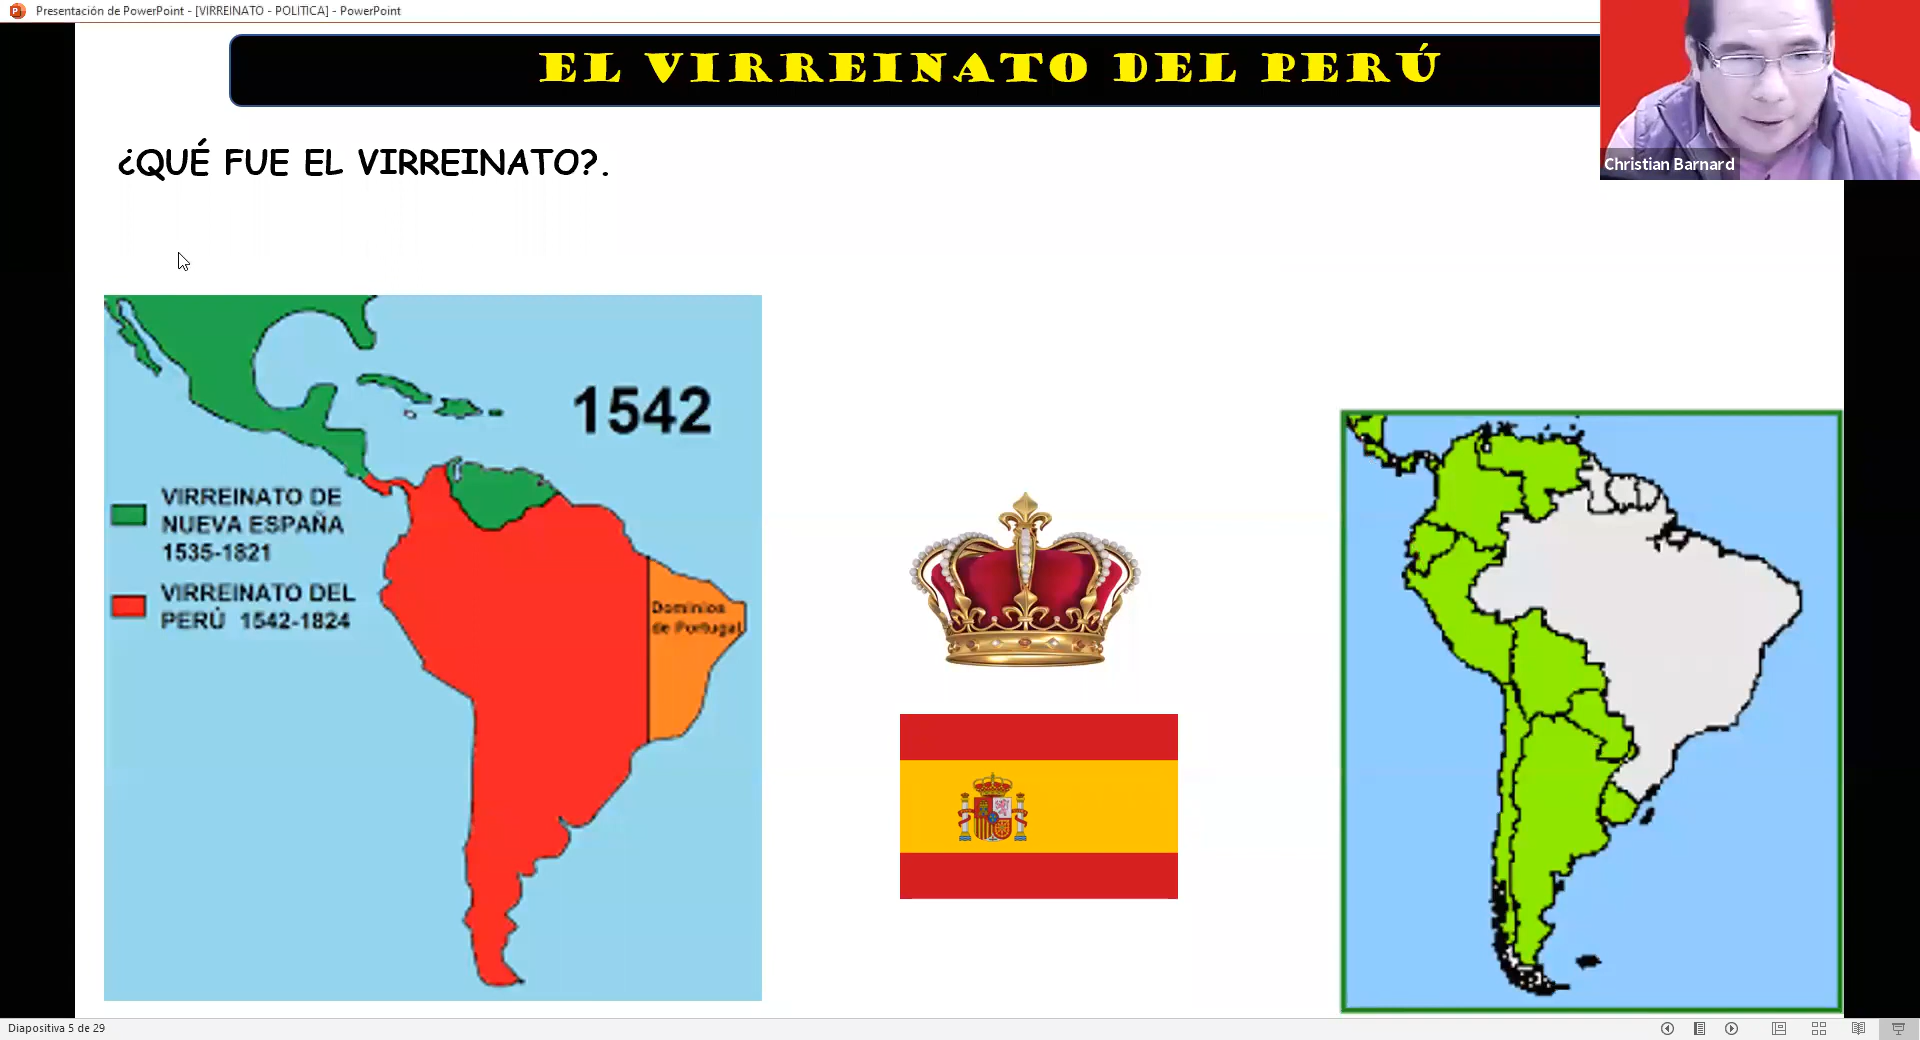 Presentación de PowerPoint - [VIRREINATO - POLITICA] - PowerPoint
EL VIRREINATO DEL PERÚ
Christian Barnard
¿QUÉ FUE EL VIRREINATO?.
1542
VIRREINATO DE
NUEVA ESPAÑA
1535-1821
VIRREINATO DEL
PERÚ 1542-1824
Dominios
de Portugal
Diapositiva 5 de 29